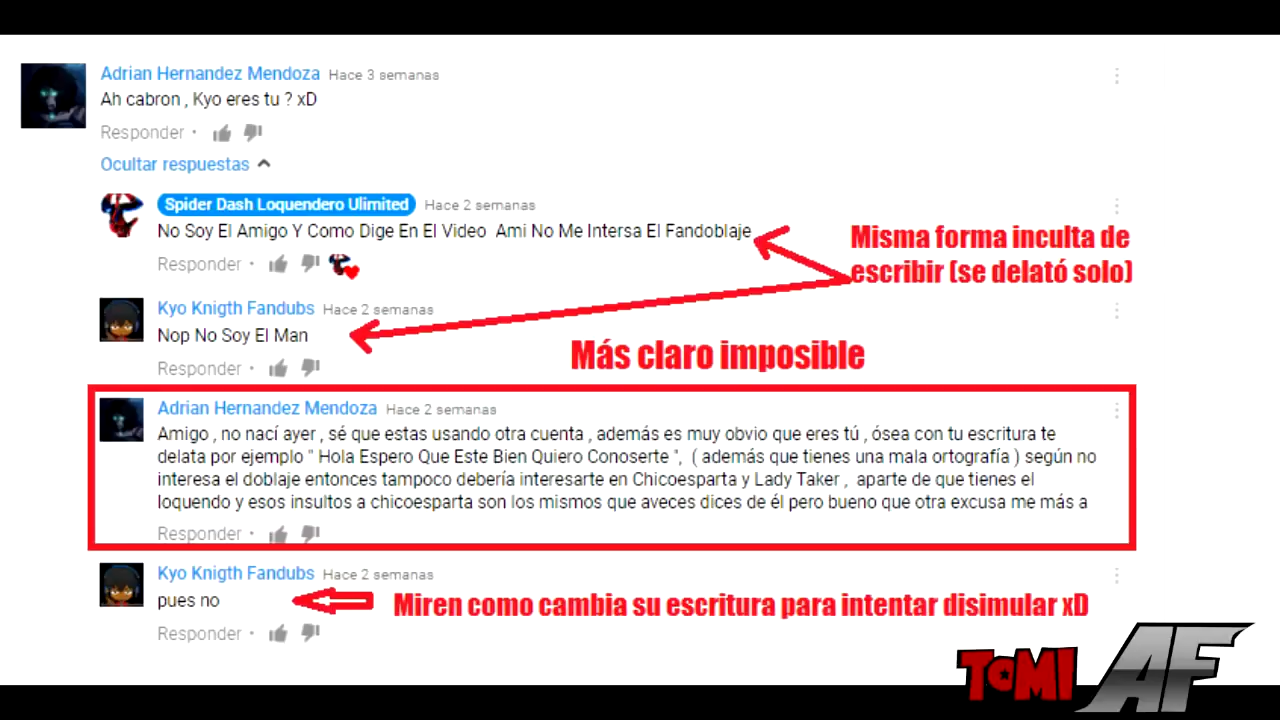 Adrian Hernandez Mendoza Hace 3 semanas
Ah cabron , Kyo eres tu ? xD
Responder •
Ocultar respuestas
Spider Dash Loquendero Ulimited Hace 2 semanas
No Soy El Amigo Y Como Dige En El Video Ami No Me Intersa El Fandoblaje
Responder •
Misma forma inculta de
escribir (se delató solo)
Kyo Knigth Fandubs Hace 2 semanas
Nop No Soy El Man
Responder •
Más claro imposible
Adrian Hernandez Mendoza Hace 2 semanas
Amigo , no nací ayer , sé que estas usando otra cuenta , además es muy obvio que eres tú , ósea con tu escritura te
delata por ejemplo " Hola Espero Que Este Bien Quiero Conoserte ", ( además que tienes una mala ortografía ) según no
interesa el doblaje entonces tampoco debería interesarte en Chicoesparta y Lady Taker , aparte de que tienes el
loquendo y esos insultos a chicoesparta son los mismos que aveces dices de él pero bueno que otra excusa me más a
Responder •
Kyo Knigth Fandubs Hace 2 semanas
pues no
Miren como cambia su escritura para intentar disimular xD
Responder •
TOMI AF